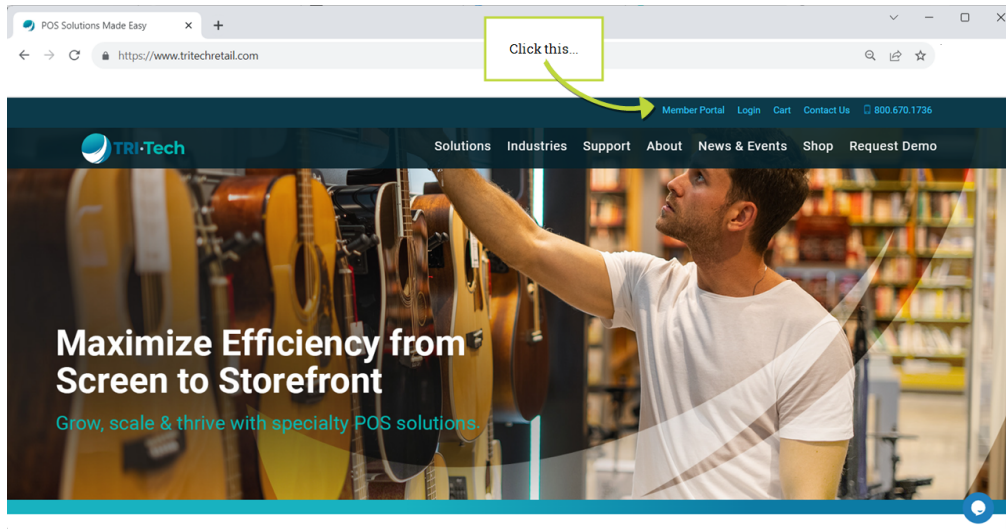 POS Solutions Made Easy
https://www.tritechretail.com
Click this...
Member Portal Login Cart Contact Us 800.670.1736
TRI-Tech
Solutions Industries Support About News & Events Shop Request Demo
Maximize Efficiency from
Screen to Storefront
Grow, scale & thrive with specialty POS solutions.